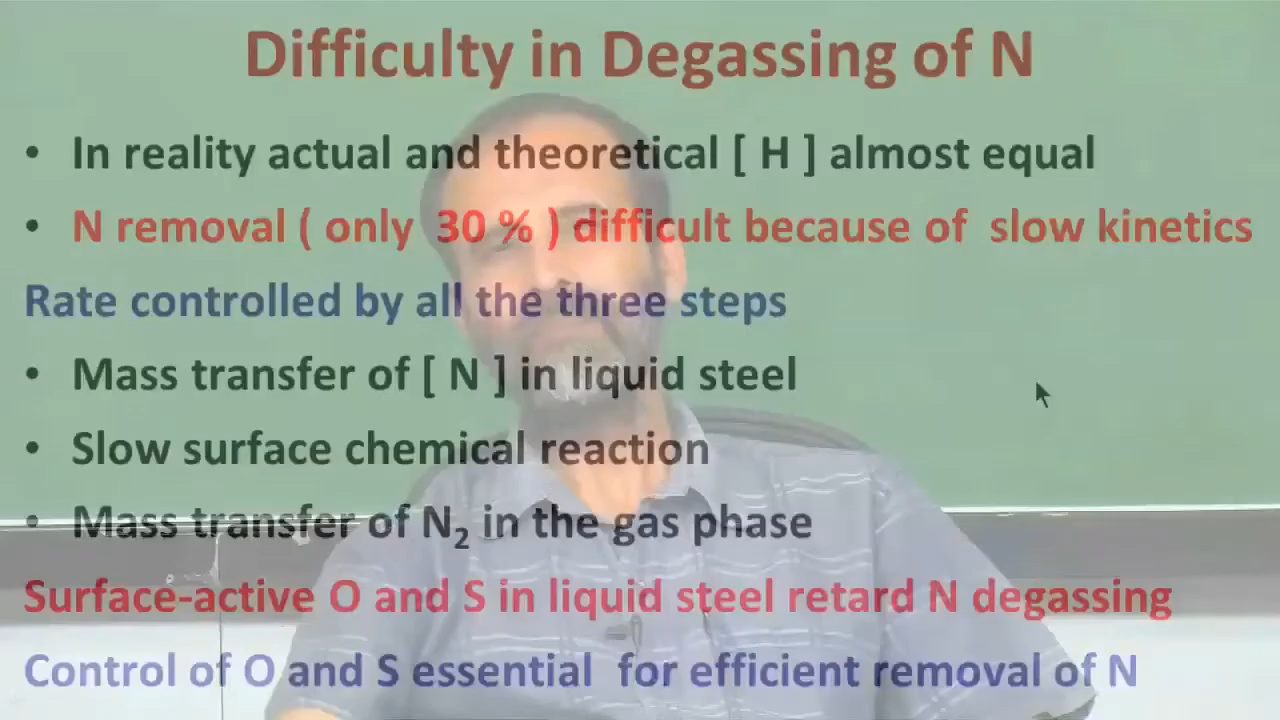 Difficulty in Degassing of N
• In reality actual and theoretical [ H ] almost equal
• N removal ( only 30 % ) difficult because of slow kinetics
Rate controlled by all the three steps
• Mass transfer of [ N ] in liquid steel
• Slow surface chemical reaction
• Mass transfer of N₂ in the gas phase
Surface-active O and S in liquid steel retard N degassing
Control of O and S essential for efficient removal of N